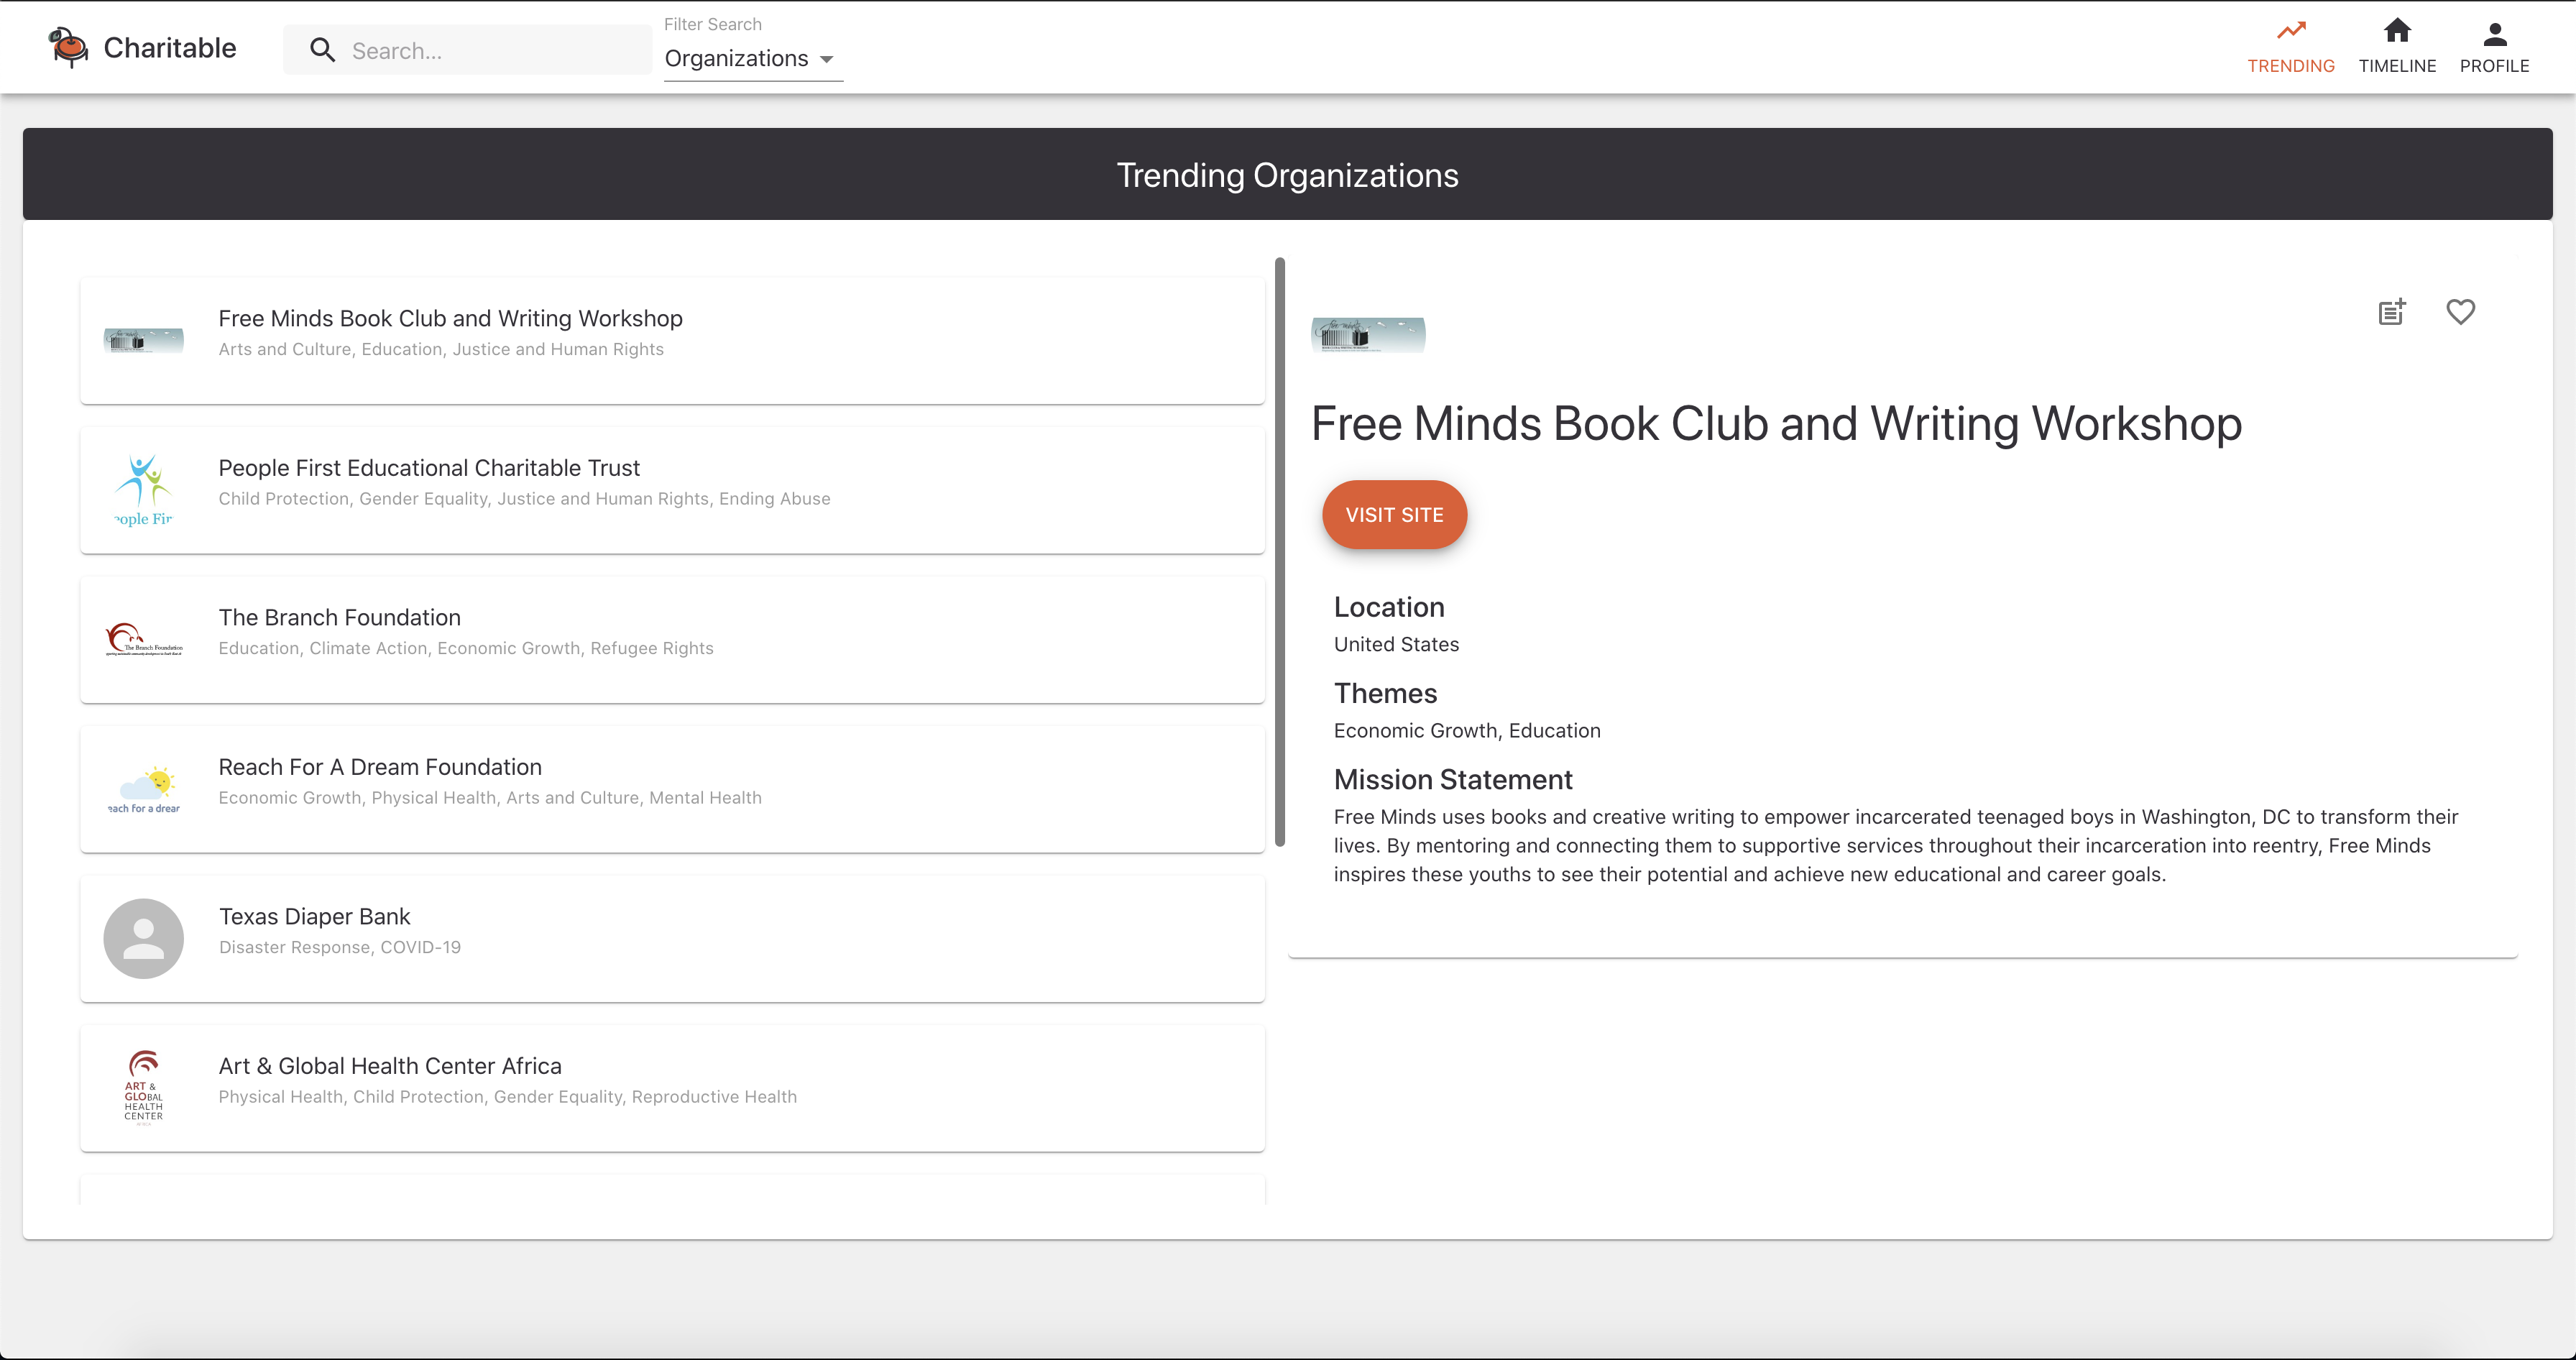 Charitable
Search...
Filter Search
Organizations
TRENDING
TIMELINE
PROFILE
Trending Organizations
Free Minds Book Club and Writing Workshop
Arts and Culture, Education, Justice and Human Rights
People First Educational Charitable Trust
Child Protection, Gender Equality, Justice and Human Rights, Ending Abuse
eople Fir
The Branch Foundation
Education, Climate Action, Economic Growth, Refugee Rights
The Branch Foundation
Reach For A Dream Foundation
Economic Growth, Physical Health, Arts and Culture, Mental Health
each for a drear
Texas Diaper Bank
Disaster Response, COVID-19
Art & Global Health Center Africa
Physical Health, Child Protection, Gender Equality, Reproductive Health
ART &
GLOBAL
HEALTH
CENTER
Free Minds Book Club and Writing Workshop
VISIT SITE
Location
United States
Themes
Economic Growth, Education
Mission Statement
Free Minds uses books and creative writing to empower incarcerated teenaged boys in Washington, DC to transform their
lives. By mentoring and connecting them to supportive services throughout their incarceration into reentry, Free Minds
inspires these youths to see their potential and achieve new educational and career goals.